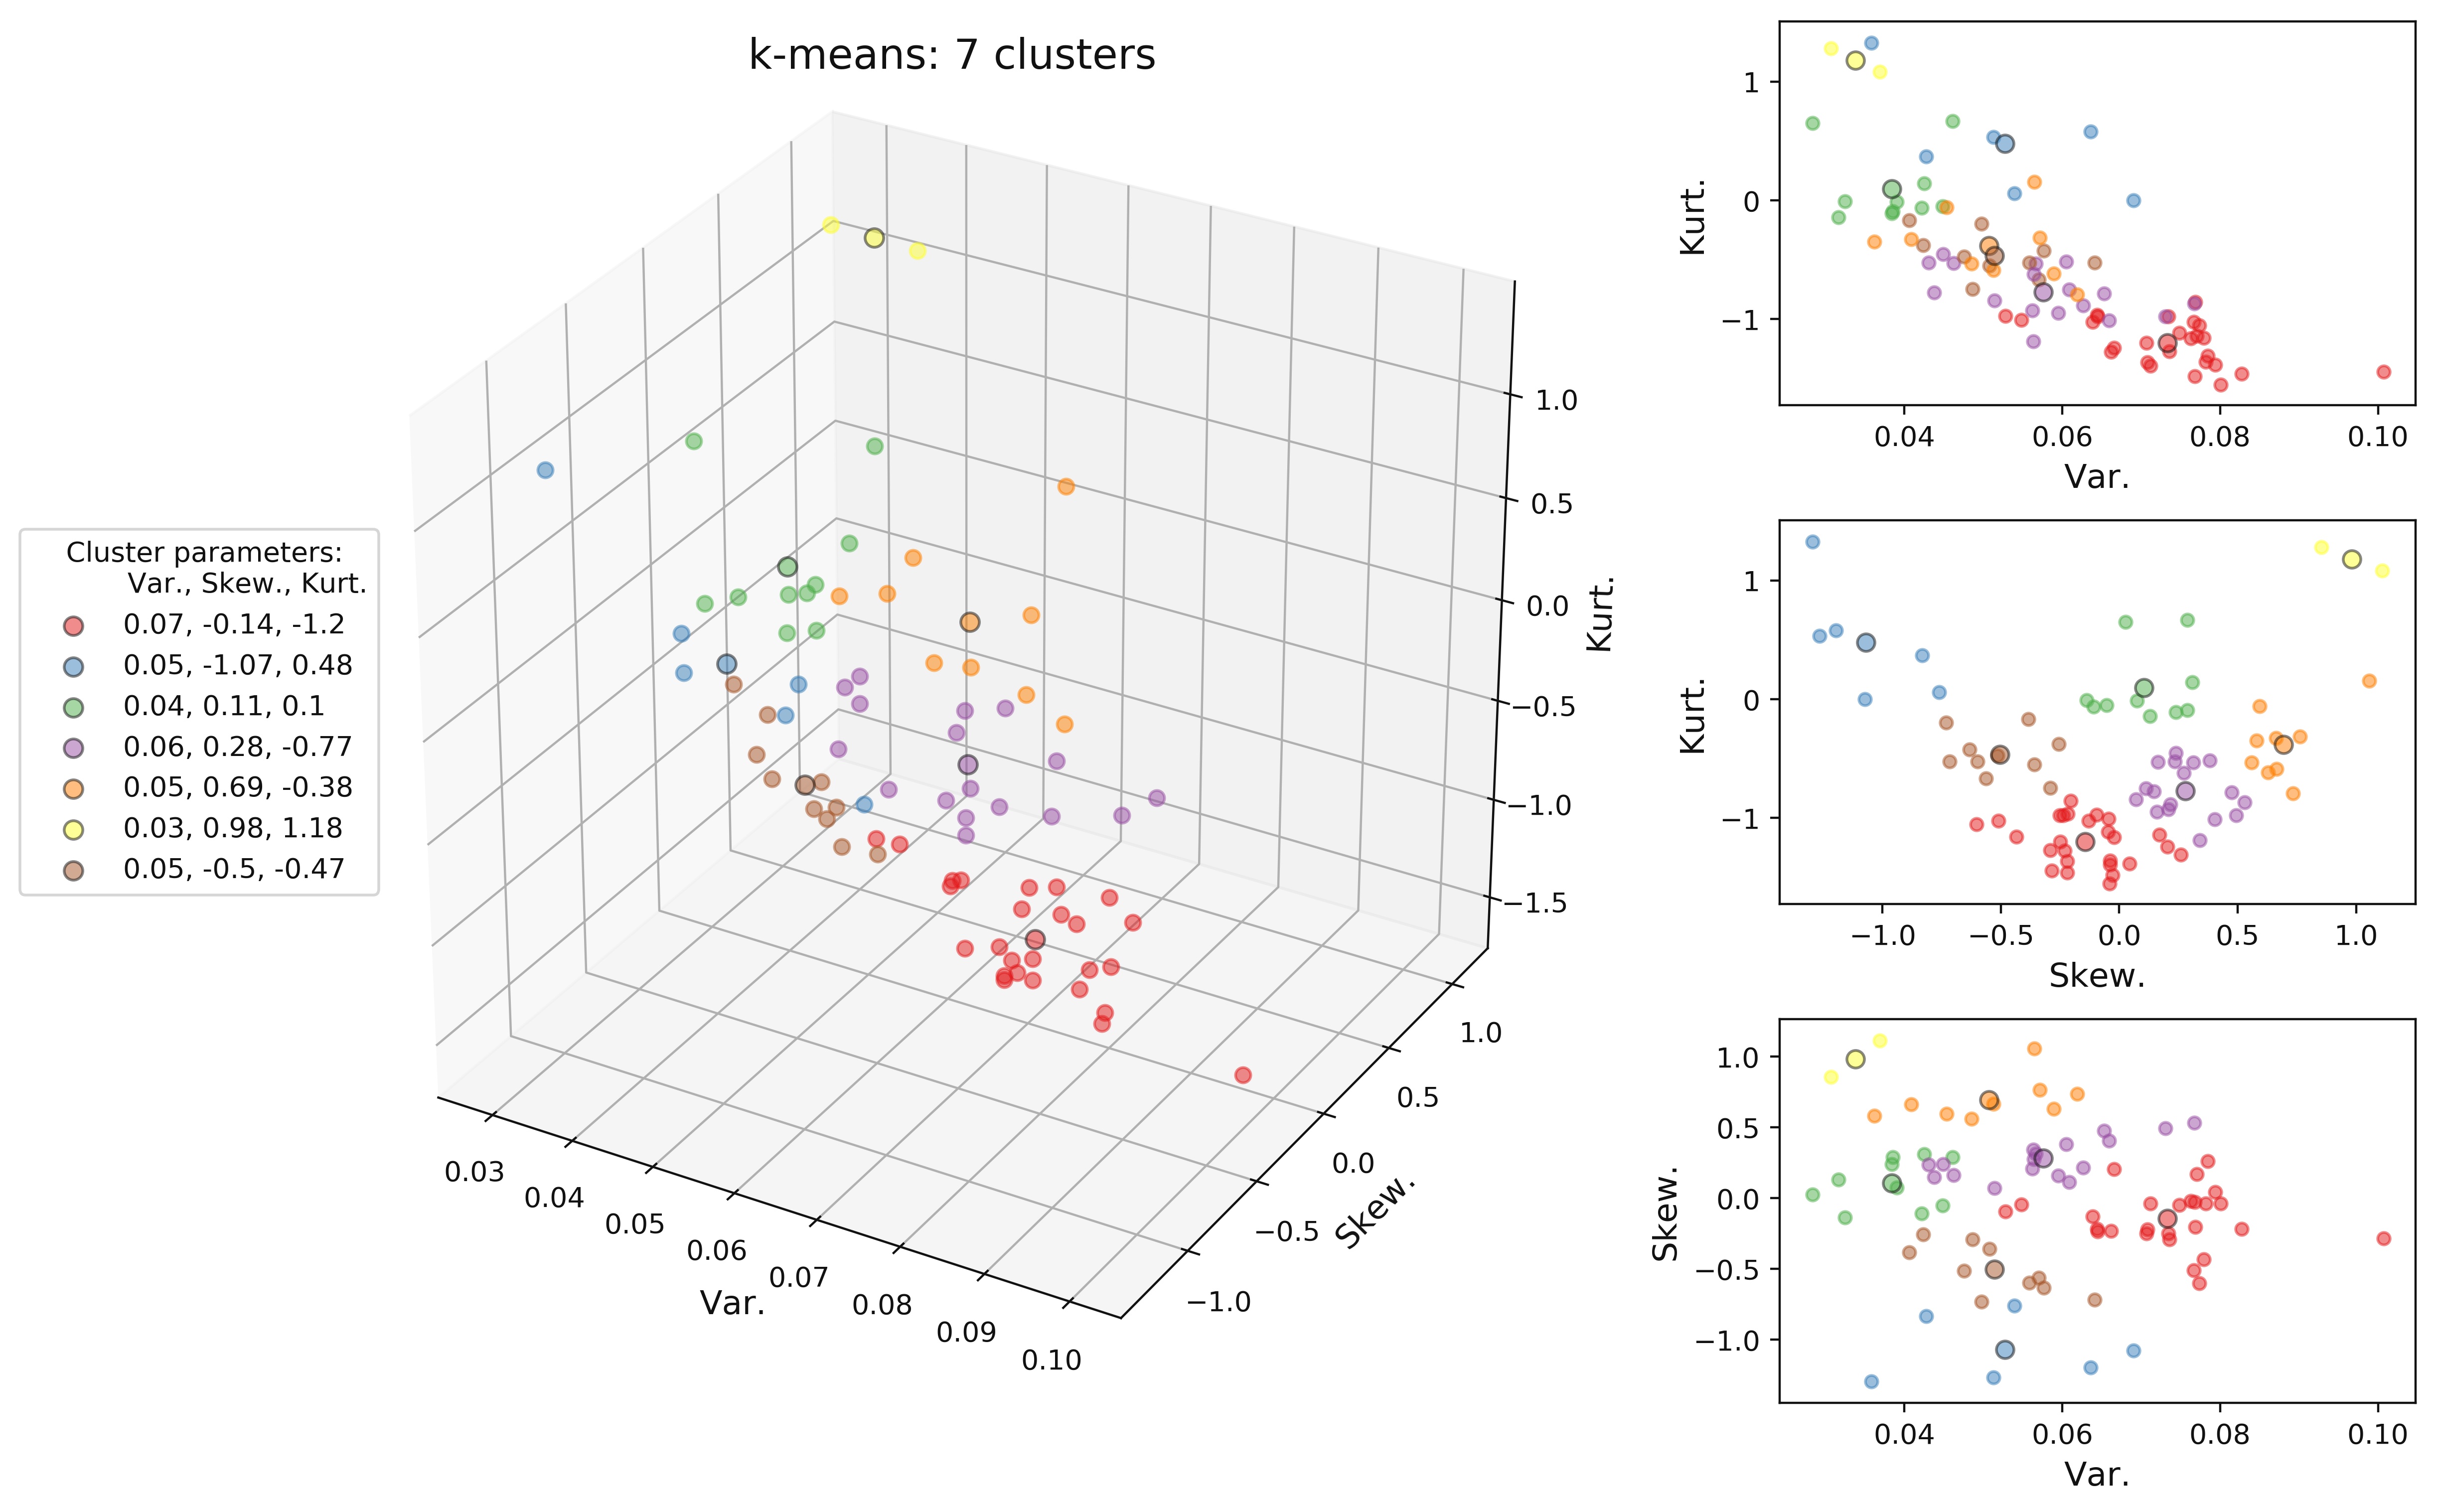 k-means: 7 clusters
Cluster parameters:
Var., Skew., Kurt.
0.07, -0.14, -1.2
0.05, -1.07, 0.48
0.04, 0.11, 0.1
0.06, 0.28, -0.77
0.05, 0.69, -0.38
0.03, 0.98, 1.18
0.05, -0.5, -0.47
1.0
0.5
0.0
−0.5
−1.0
−1.5
Kurt.
0.03
0.04
0.05
0.06
0.07
0.08
0.09
0.10
Var.
−1.0
−0.5
0.0
0.5
1.0
Skew.
1
0
−1
Kurt.
0.04 0.06 0.08 0.10
Var.
1
0
−1
Kurt.
−1.0 −0.5 0.0 0.5 1.0
Skew.
1.0
0.5
0.0
−0.5
−1.0
Skew.
0.04 0.06 0.08 0.10
Var.